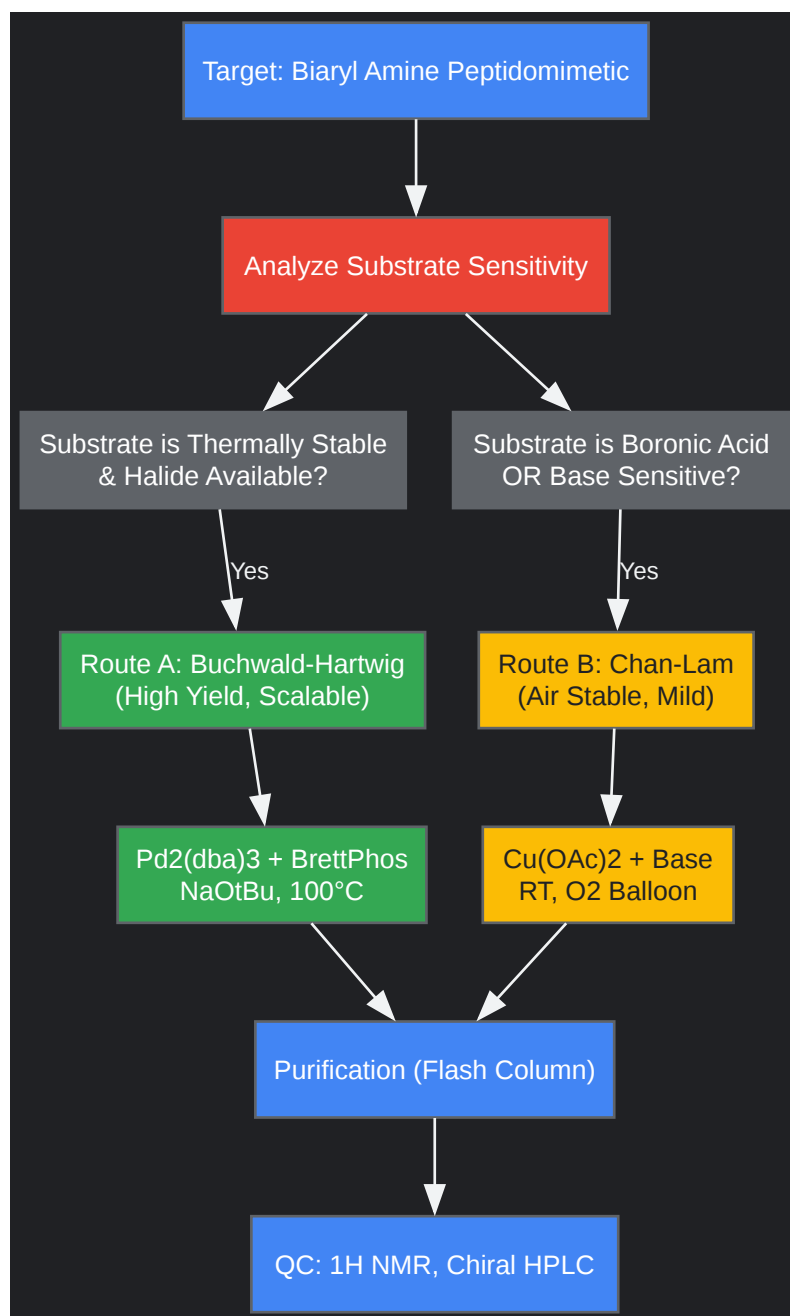 Target: Biaryl Amine Peptidomimetic
Analyze Substrate Sensitivity
Substrate is Thermally Stable
& Halide Available?
Substrate is Boronic Acid
OR Base Sensitive?
Yes
Yes
Route A: Buchwald-Hartwig
(High Yield, Scalable)
Route B: Chan-Lam
(Air Stable, Mild)
Pd2(dba)3 + BrettPhos
NaOtBu, 100°C
Cu(OAc)2 + Base
RT, O2 Balloon
Purification (Flash Column)
QC: 1H NMR, Chiral HPLC